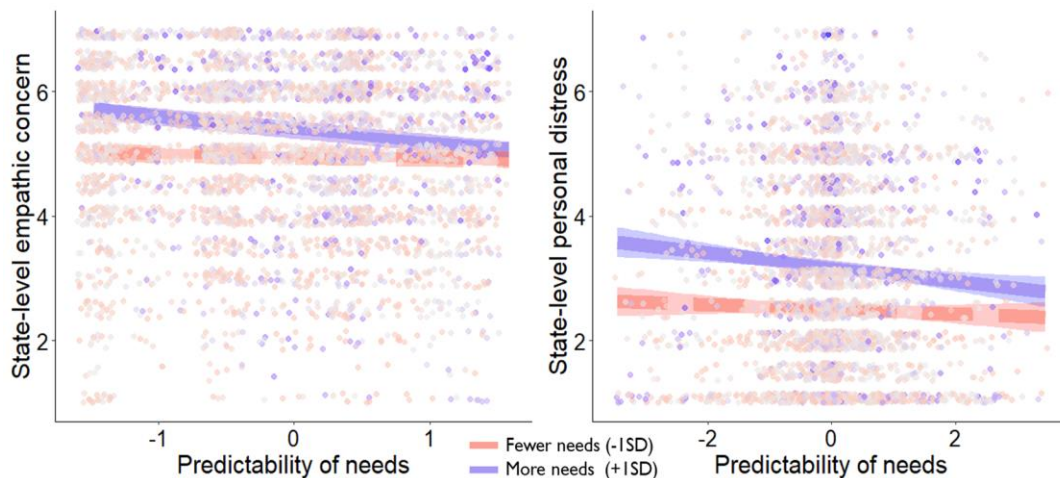 State-level empathic concern
6
4
2
-1
0
1
Predictability of needs
State-level personal distress
6
4
2
-2
0
2
Predictability of needs
Fewer needs (-1SD)
More needs (+1SD)